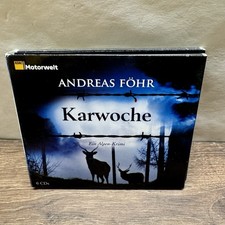 Motorwelt
ANDREAS FÖHR
Karwoche
Ein Alpen-Krimi
6 CDs